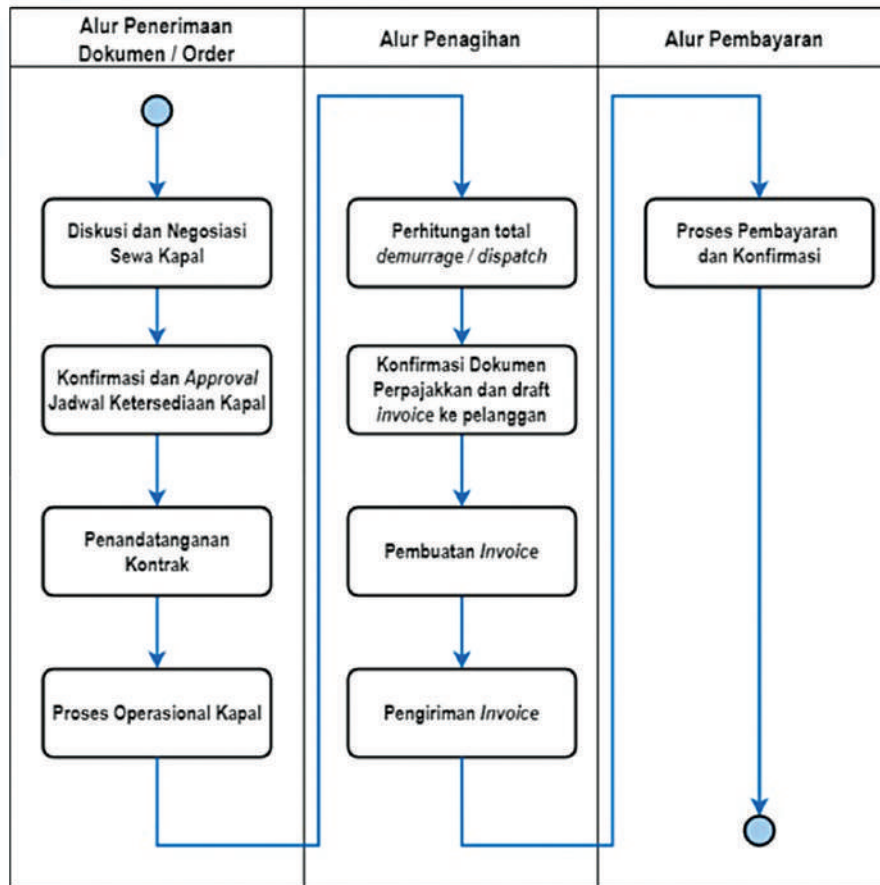 Alur Penerimaan
Dokumen / Order
Alur Penagihan
Alur Pembayaran
Diskusi dan Negosiasi
Sewa Kapal
Konfirmasi dan Approval
Jadwal Ketersediaan Kapal
Penandatanganan
Kontrak
Proses Operasional Kapal
Perhitungan total
demurrage / dispatch
Konfirmasi Dokumen
Perpajakkan dan draft
invoice ke pelanggan
Pembuatan Invoice
Pengiriman Invoice
Proses Pembayaran
dan Konfirmasi